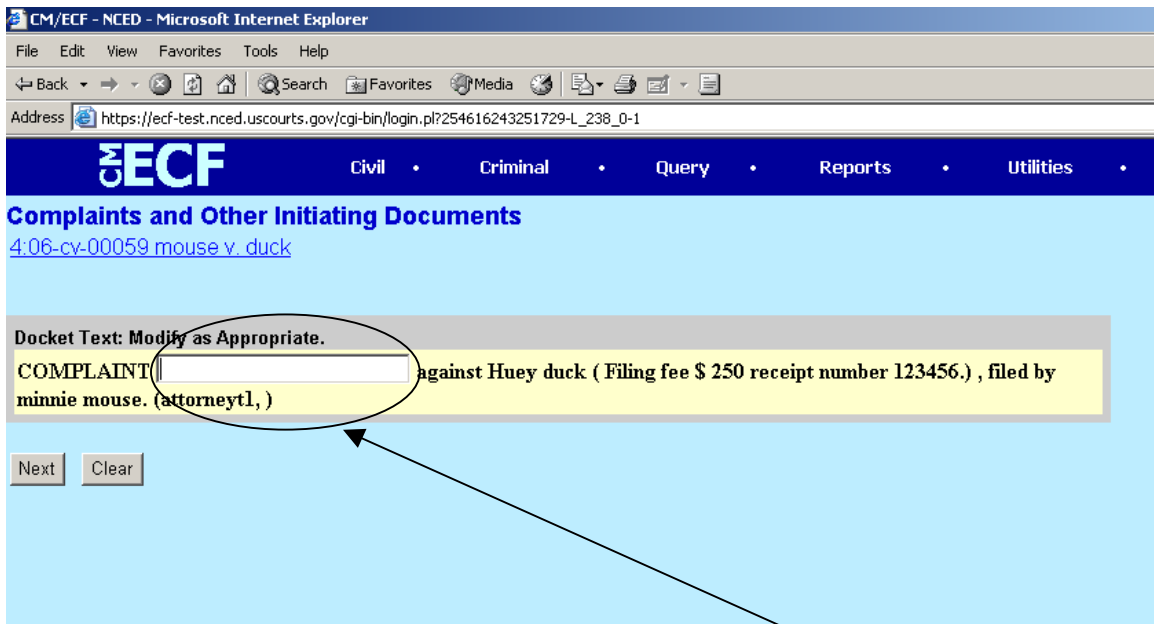 CM/ECF - NCED - Microsoft Internet Explorer
File Edit View Favorites Tools Help
Back Search Favorites Media
Address https://ecf-test.nced.uscourts.gov/cgi-bin/login.pl?254616243251729-L_238_0-1
CM ECF Civil • Criminal • Query • Reports • Utilities •
Complaints and Other Initiating Documents
4:06-cv-00059 mouse v. duck
Docket Text: Modify as Appropriate.
COMPLAINT against Huey duck ( Filing fee $ 250 receipt number 123456.) , filed by
minnie mouse. (attorneyt1, )
Next Clear